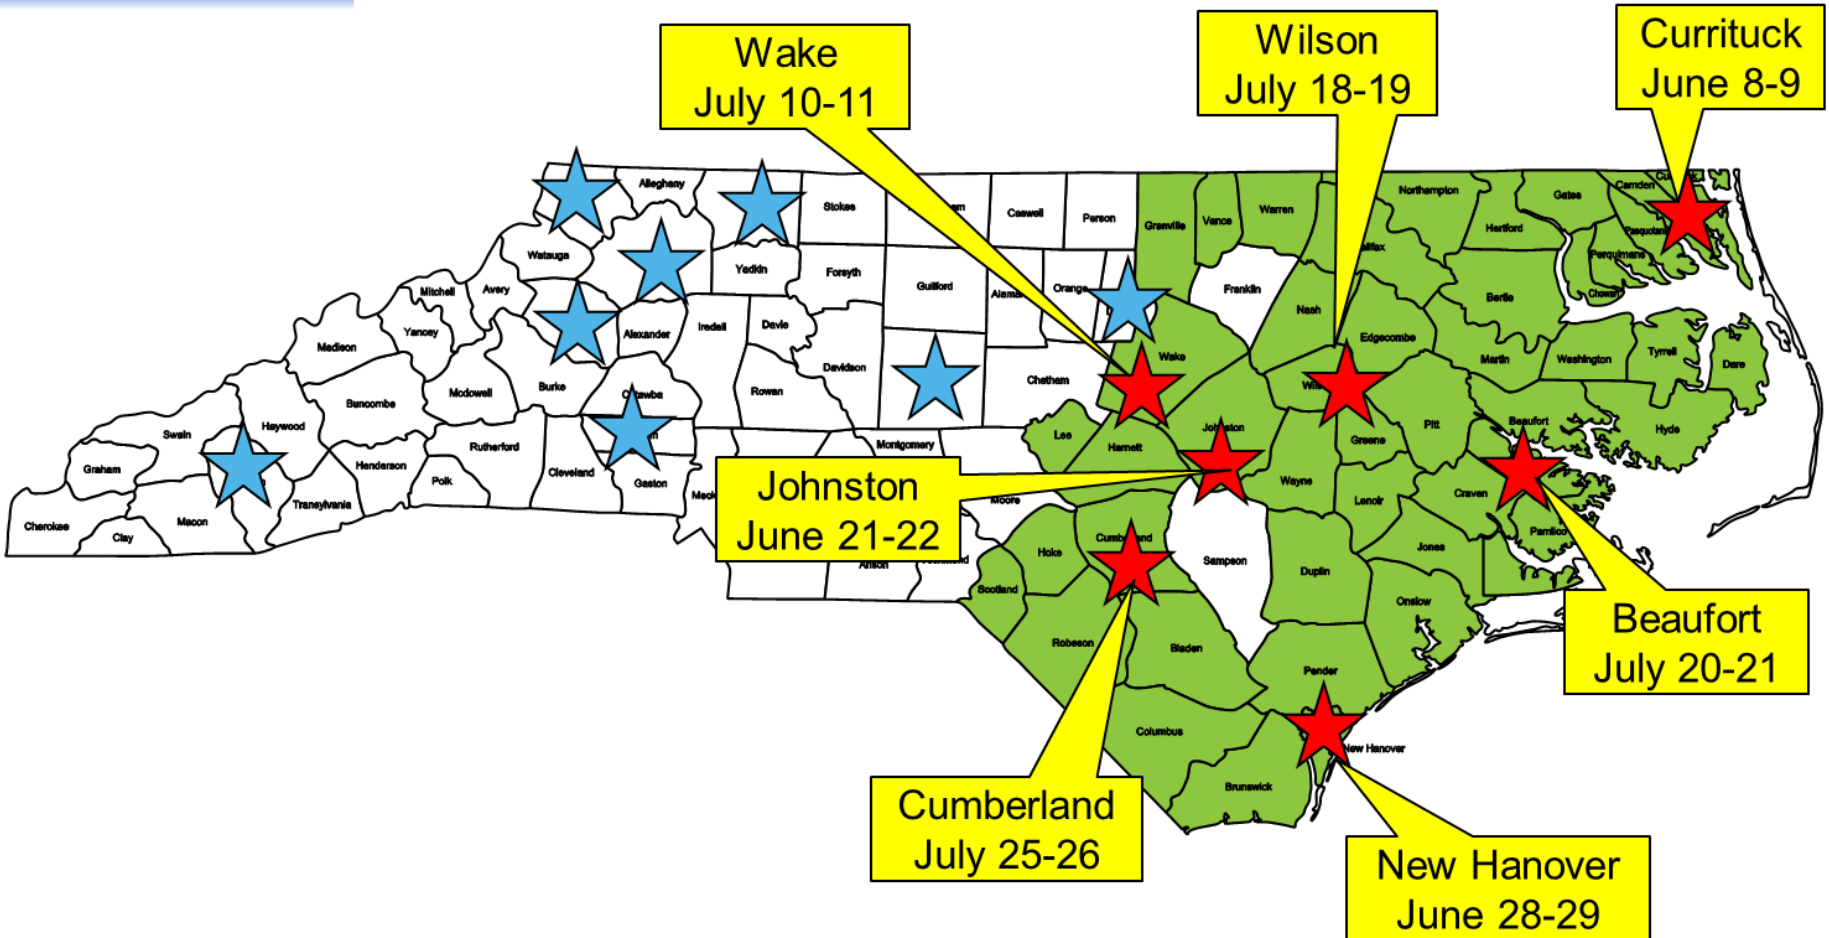 Wake
July 10-11
Wilson
July 18-19
Currituck
June 8-9
Allegheny
Stokes
Caswell
Person
Granville
Vance
Warren
Northampton
Gates
Camden
Hertford
Pasquotank
Perquimans
Chowan
Watauga
Yadkin
Forsyth
Guilford
Orange
Franklin
Nash
Edgecombe
Bertie
Mitchell
Avery
Yancey
Madison
Alexander
Iredell
Davie
Davidson
Chatham
Wake
Martin
Washington
Tyrrell
Dare
Mcdowell
Burke
Rowan
Buncombe
Haywood
Swain
Graham
Rutherford
Henderson
Polk
Cleveland
Gaston
Transylvania
Macon
Cherokee
Clay
Montgomery
Moore
Lee
Harnett
Greene
Pitt
Beaufort
Hyde
Wayne
Lenoir
Craven
Pamlico
Jones
Johnston
June 21-22
Anson
Hoke
Scotland
Sampson
Duplin
Onslow
Robeson
Bladen
Pender
Columbus
Brunswick
New Hanover
Beaufort
July 20-21
Cumberland
July 25-26
New Hanover
June 28-29